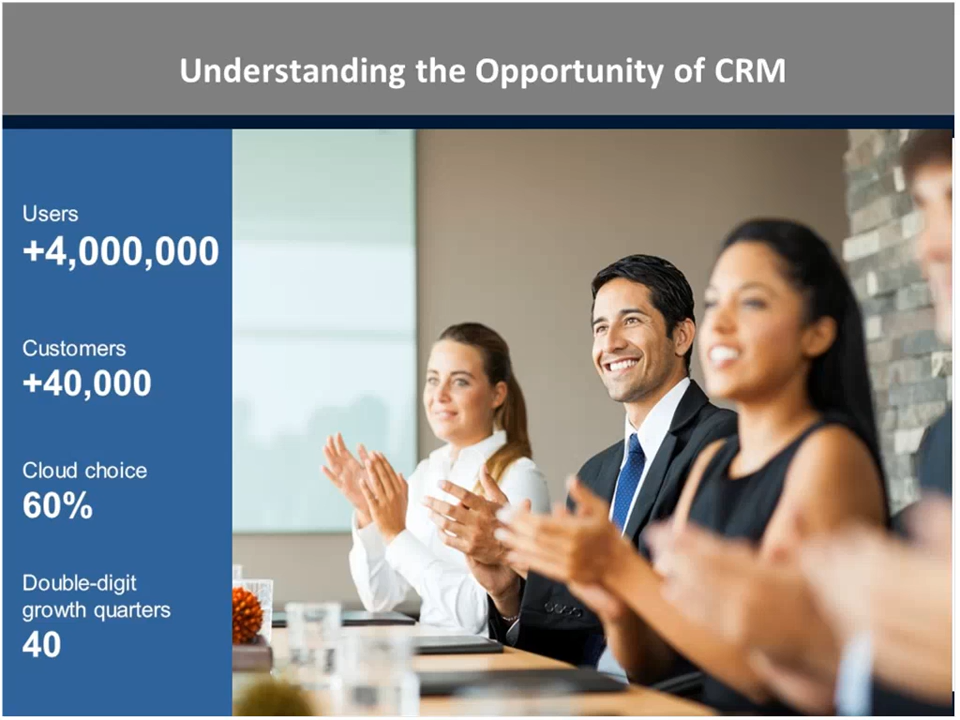 Understanding the Opportunity of CRM
Users
+4,000,000
Customers
+40,000
Cloud choice
60%
Double-digit
growth quarters
40